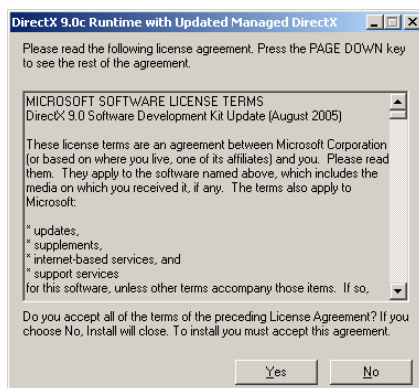 DirectX 9.0c Runtime with Updated Managed DirectX
Please read the following license agreement. Press the PAGE DOWN key
to see the rest of the agreement.
MICROSOFT SOFTWARE LICENSE TERMS
DirectX 9.0 Software Development Kit Update (August 2005)
These license terms are an agreement between Microsoft Corporation
(or based on where you live, one of its affiliates) and you.  Please read
them.  They apply to the software named above, which includes the
media on which you received it, if any.  The terms also apply to
Microsoft:
* updates,
* supplements,
* internet-based services, and
* support services
for this software, unless other terms accompany those items.  If so,
Do you accept all of the terms of the preceding License Agreement? If you
choose No, Install will close. To install you must accept this agreement.
Yes
No